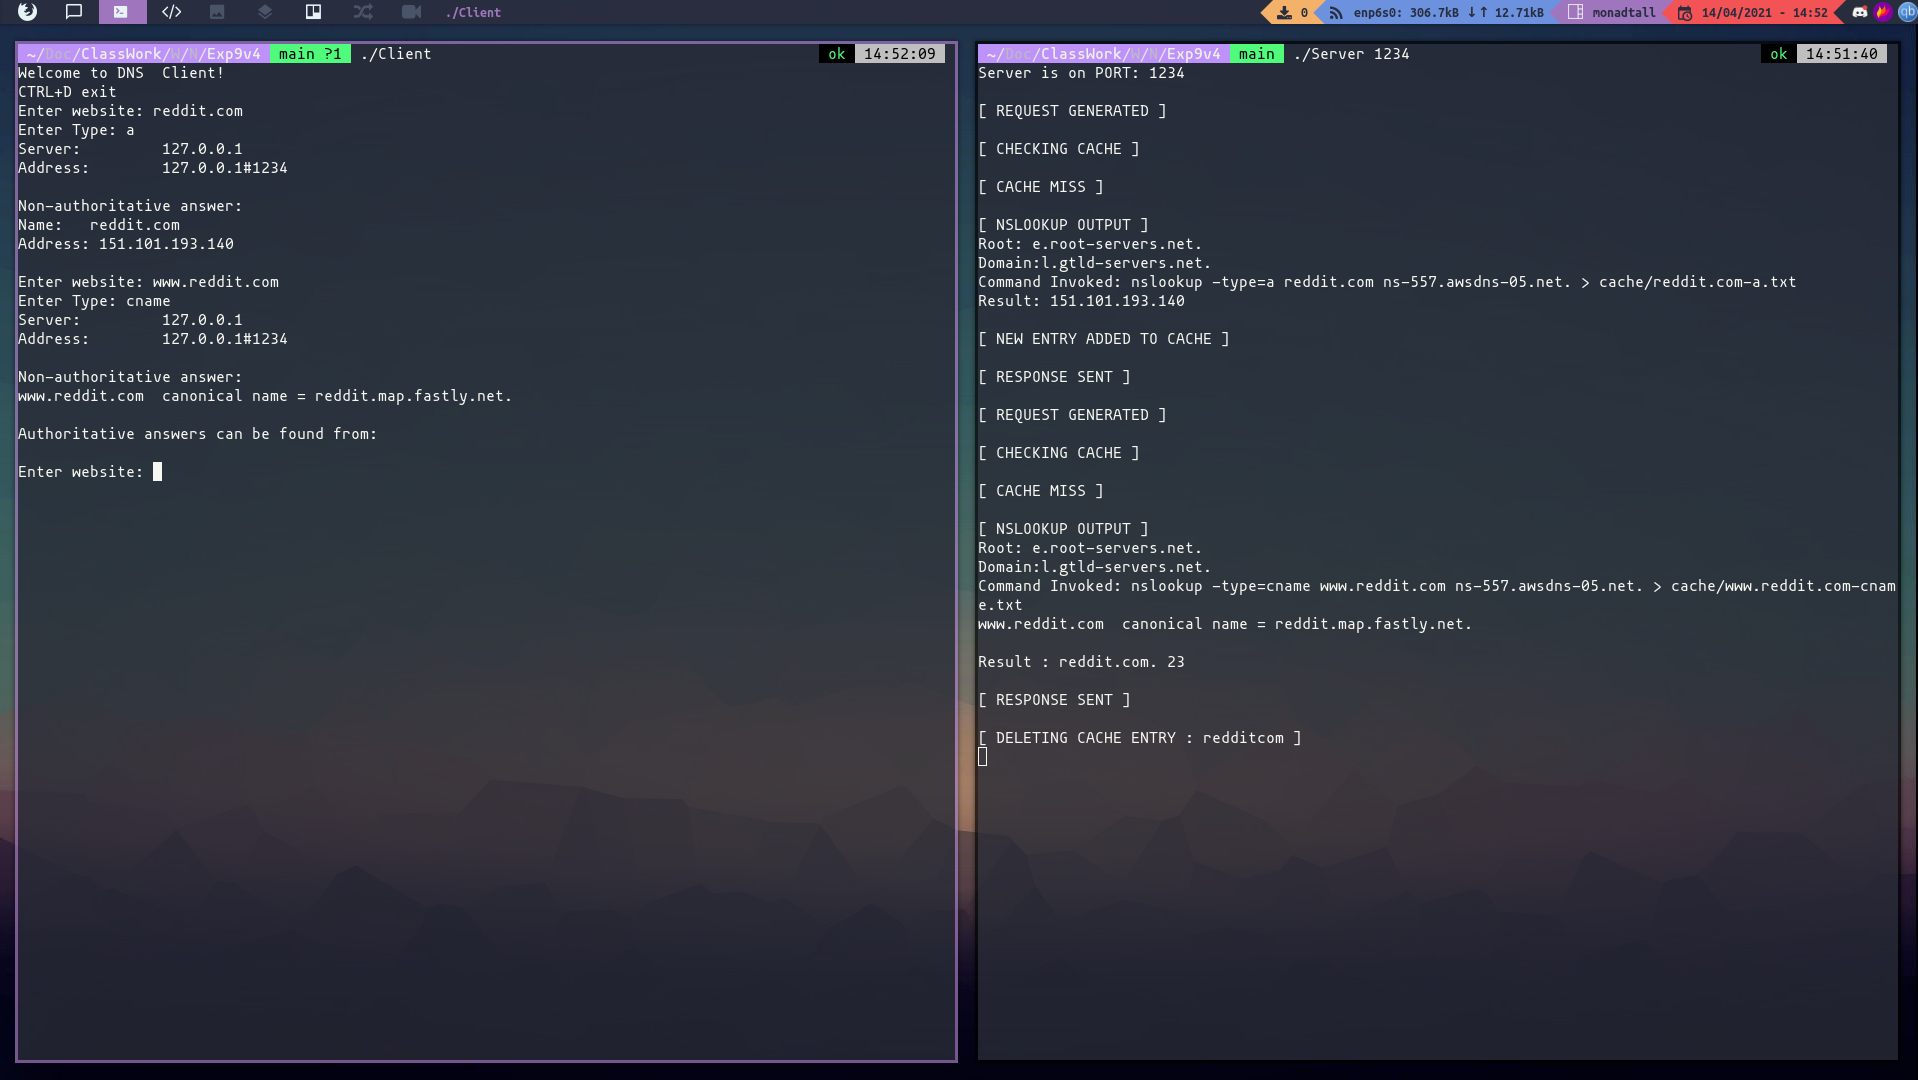 ./Client
0
enp6s0: 306.7kB ↓↑ 12.71kB
monadtall
14/04/2021 - 14:52
qb
~/Doc/ClassWork/W/N/Exp9v4 main ?1 ./Client ok 14:52:09
Welcome to DNS  Client!
CTRL+D exit
Enter website: reddit.com
Enter Type: a
Server:         127.0.0.1
Address:        127.0.0.1#1234
Non-authoritative answer:
Name:   reddit.com
Address: 151.101.193.140
Enter website: www.reddit.com
Enter Type: cname
Server:         127.0.0.1
Address:        127.0.0.1#1234
Non-authoritative answer:
www.reddit.com  canonical name = reddit.map.fastly.net.
Authoritative answers can be found from:
Enter website:
~/Doc/ClassWork/W/N/Exp9v4 main ./Server 1234 ok 14:51:40
Server is on PORT: 1234
[ REQUEST GENERATED ]
[ CHECKING CACHE ]
[ CACHE MISS ]
[ NSLOOKUP OUTPUT ]
Root: e.root-servers.net.
Domain:l.gtld-servers.net.
Command Invoked: nslookup -type=a reddit.com ns-557.awsdns-05.net. > cache/reddit.com-a.txt
Result: 151.101.193.140
[ NEW ENTRY ADDED TO CACHE ]
[ RESPONSE SENT ]
[ REQUEST GENERATED ]
[ CHECKING CACHE ]
[ CACHE MISS ]
[ NSLOOKUP OUTPUT ]
Root: e.root-servers.net.
Domain:l.gtld-servers.net.
Command Invoked: nslookup -type=cname www.reddit.com ns-557.awsdns-05.net. > cache/www.reddit.com-cnam
e.txt
www.reddit.com  canonical name = reddit.map.fastly.net.
Result : reddit.com. 23
[ RESPONSE SENT ]
[ DELETING CACHE ENTRY : redditcom ]